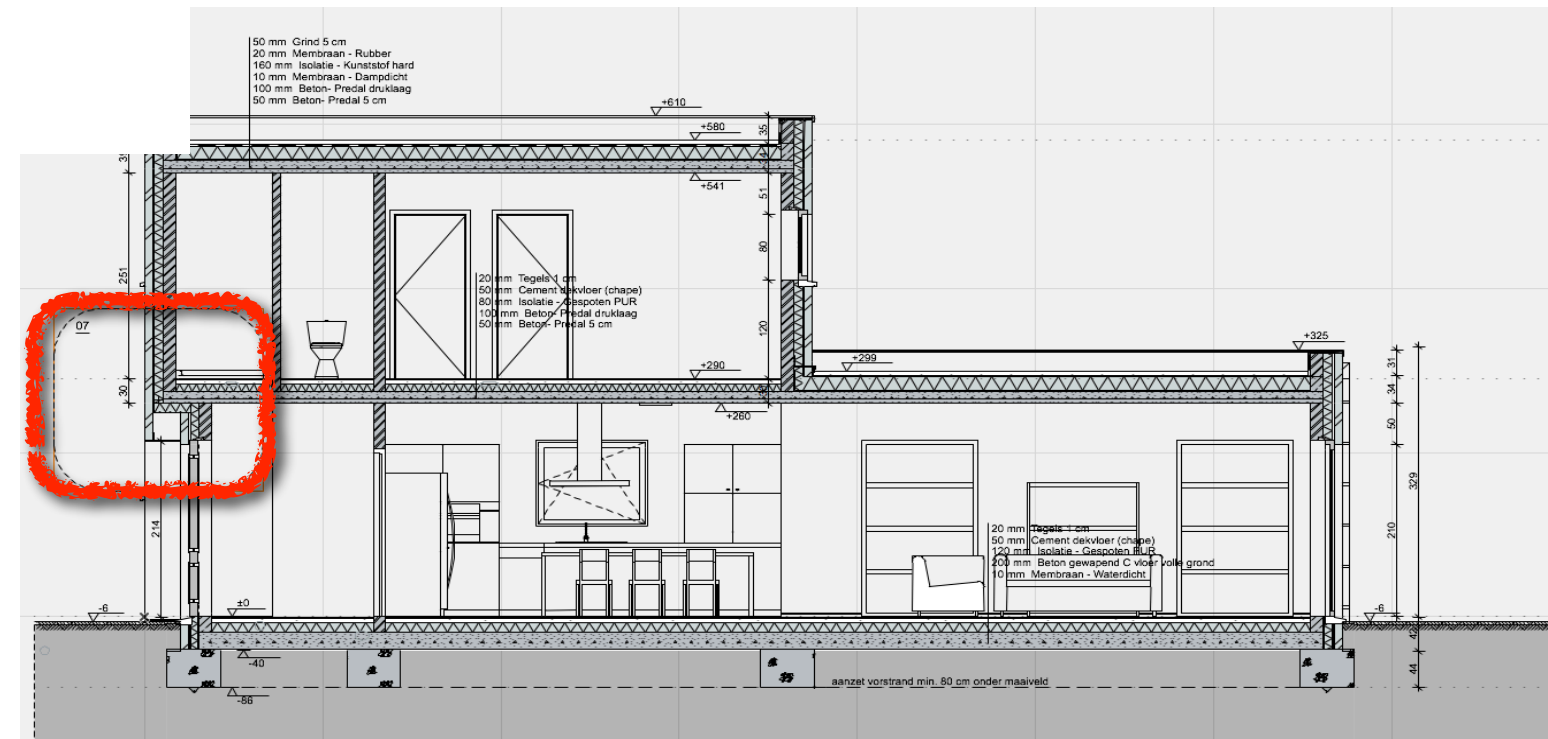 50 mm Grind 5 cm
20 mm Membraan - Rubber
160 mm Isolatie - Kunststof hard
10 mm Membraan - Dampdicht
100 mm Beton- Predal druklaag
50 mm Beton- Predal 5 cm
+610
+580
35
+541
51
80
120
251
30
07
20 mm Tegels 1 cm
50 mm Cement dekvloer (chape)
80 mm Isolatie - Gespoten PUR
100 mm Beton- Predal druklaag
50 mm Beton- Predal 5 cm
+290
+260
+299
+325
31
34
50
329
210
214
20 mm Tegels 1 cm
50 mm Cement dekvloer (chape)
120 mm Isolatie - Gespoten PUR
200 mm Beton gewapend C vloer volle grond
10 mm Membraan - Waterdicht
-6
±0
-6
42
44
-40
-86
aanzet vorstrand min. 80 cm onder maaiveld